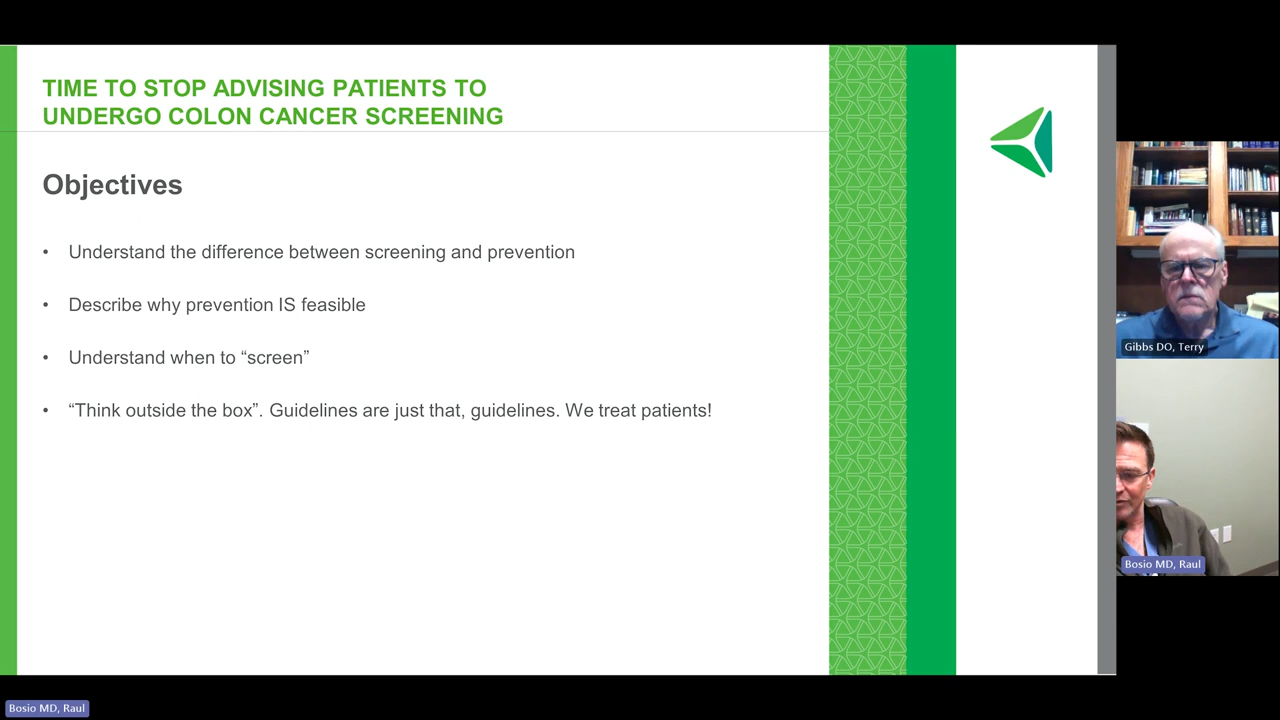 TIME TO STOP ADVISING PATIENTS TO
UNDERGO COLON CANCER SCREENING
Objectives
• Understand the difference between screening and prevention
• Describe why prevention IS feasible
• Understand when to “screen”
• “Think outside the box”. Guidelines are just that, guidelines. We treat patients!
Gibbs DO, Terry
Bosio MD, Raul
Bosio MD, Raul